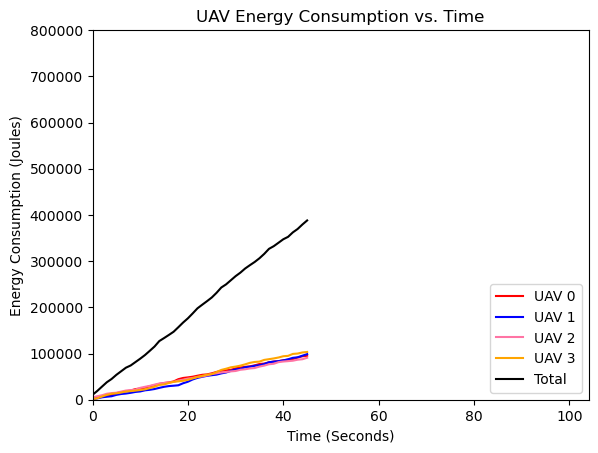 UAV Energy Consumption vs. Time
800000
700000
600000
500000
400000
300000
200000
100000
0
Energy Consumption (Joules)
UAV 0
UAV 1
UAV 2
UAV 3
Total
0 20 40 60 80 100
Time (Seconds)